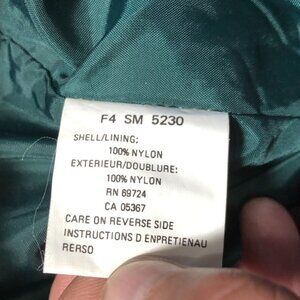 F4 SM 5230
SHELL/LINING:
100% NYLON
EXTERIEUR/DOUBLURE:
100% NYLON
RN 69724
CA 05367
CARE ON REVERSE SIDE
INSTRUCTIONS D ENPRETIENAU
RERSO